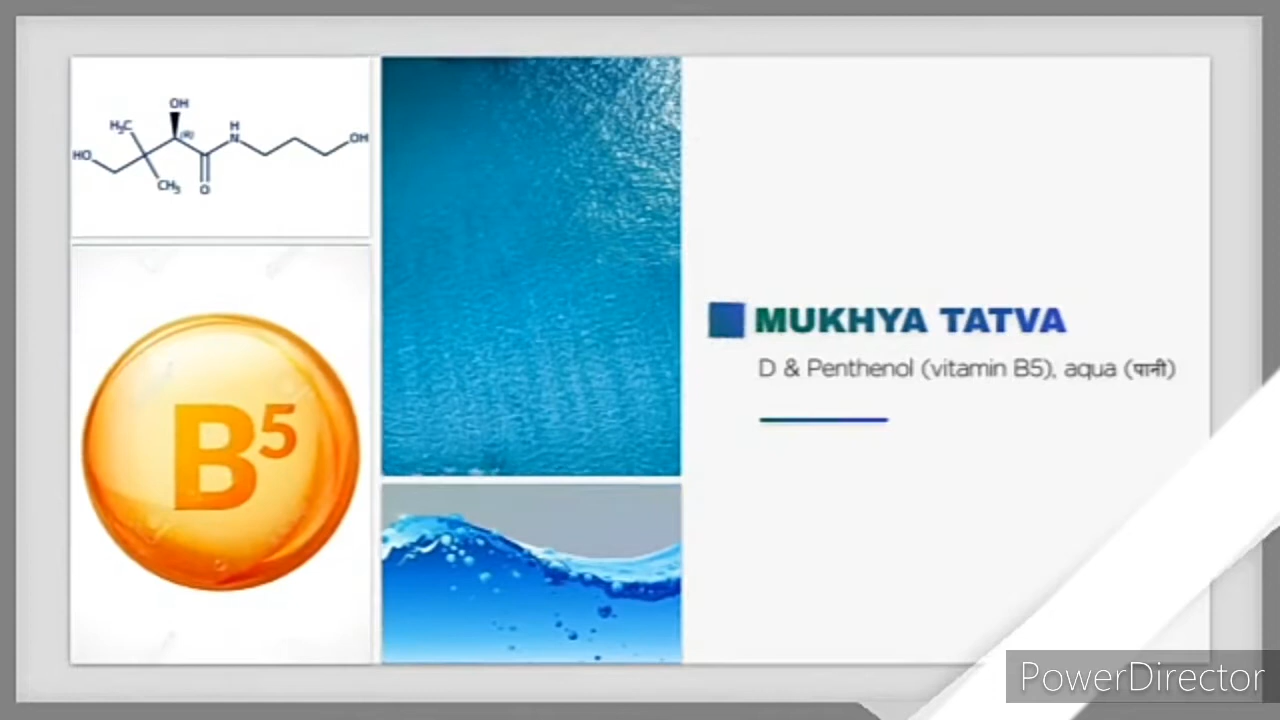 OH
H3C
(R)
H
N
OH
HO
CH3
O
B5
MUKHYA TATVA
D & Penthenol (vitamin B5), aqua (पानी)
PowerDirector